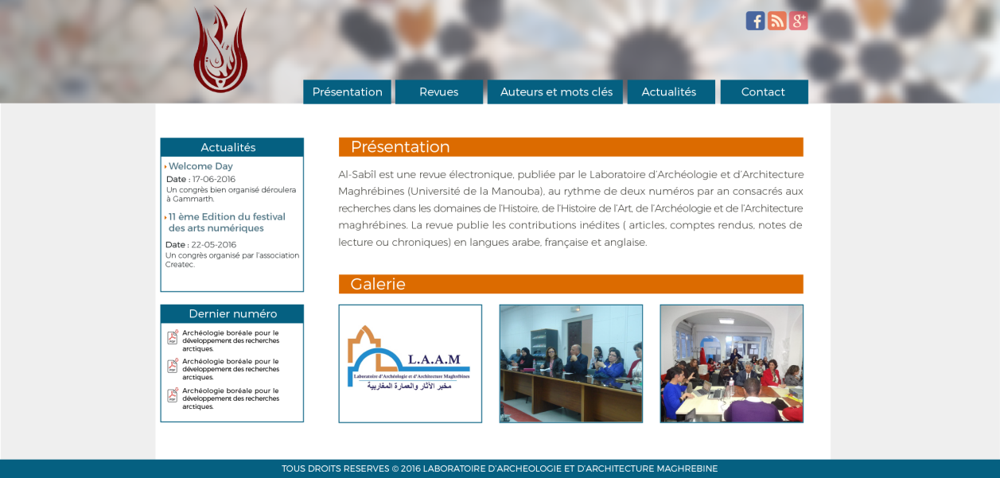 g+
Présentation
Revues
Auteurs et mots clés
Actualités
Contact
Actualités
Welcome Day
Date : 17-06-2016
Un congrès bien organisé déroulera
à Gammarth.
11 ème Edition du festival
des arts numériques
Date : 22-05-2016
Un congrès organisé par l'association
Createc.
Dernier numéro
Archéologie boréale pour le
développement des recherches
arctiques.
Archéologie boréale pour le
développement des recherches
arctiques.
Archéologie boréale pour le
développement des recherches
arctiques.
Présentation
Al-Sabîl est une revue électronique, publiée par le Laboratoire d'Archéologie et d'Architecture
Maghrébines (Université de la Manouba), au rythme de deux numéros par an consacrés aux
recherches dans les domaines de l'Histoire, de l'Histoire de l'Art, de l'Archéologie et de l'Architecture
maghrébines. La revue publie les contributions inédites ( articles, comptes rendus, notes de
lecture ou chroniques) en langues arabe, française et anglaise.
Galerie
L.A.A.M
Laboratoire d'Archéologie et d'Architecture Maghrébines
مخبر الآثار والعمارة المغاربية
TOUS DROITS RESERVES © 2016 LABORATOIRE D'ARCHEOLOGIE ET D'ARCHITECTURE MAGHREBINE